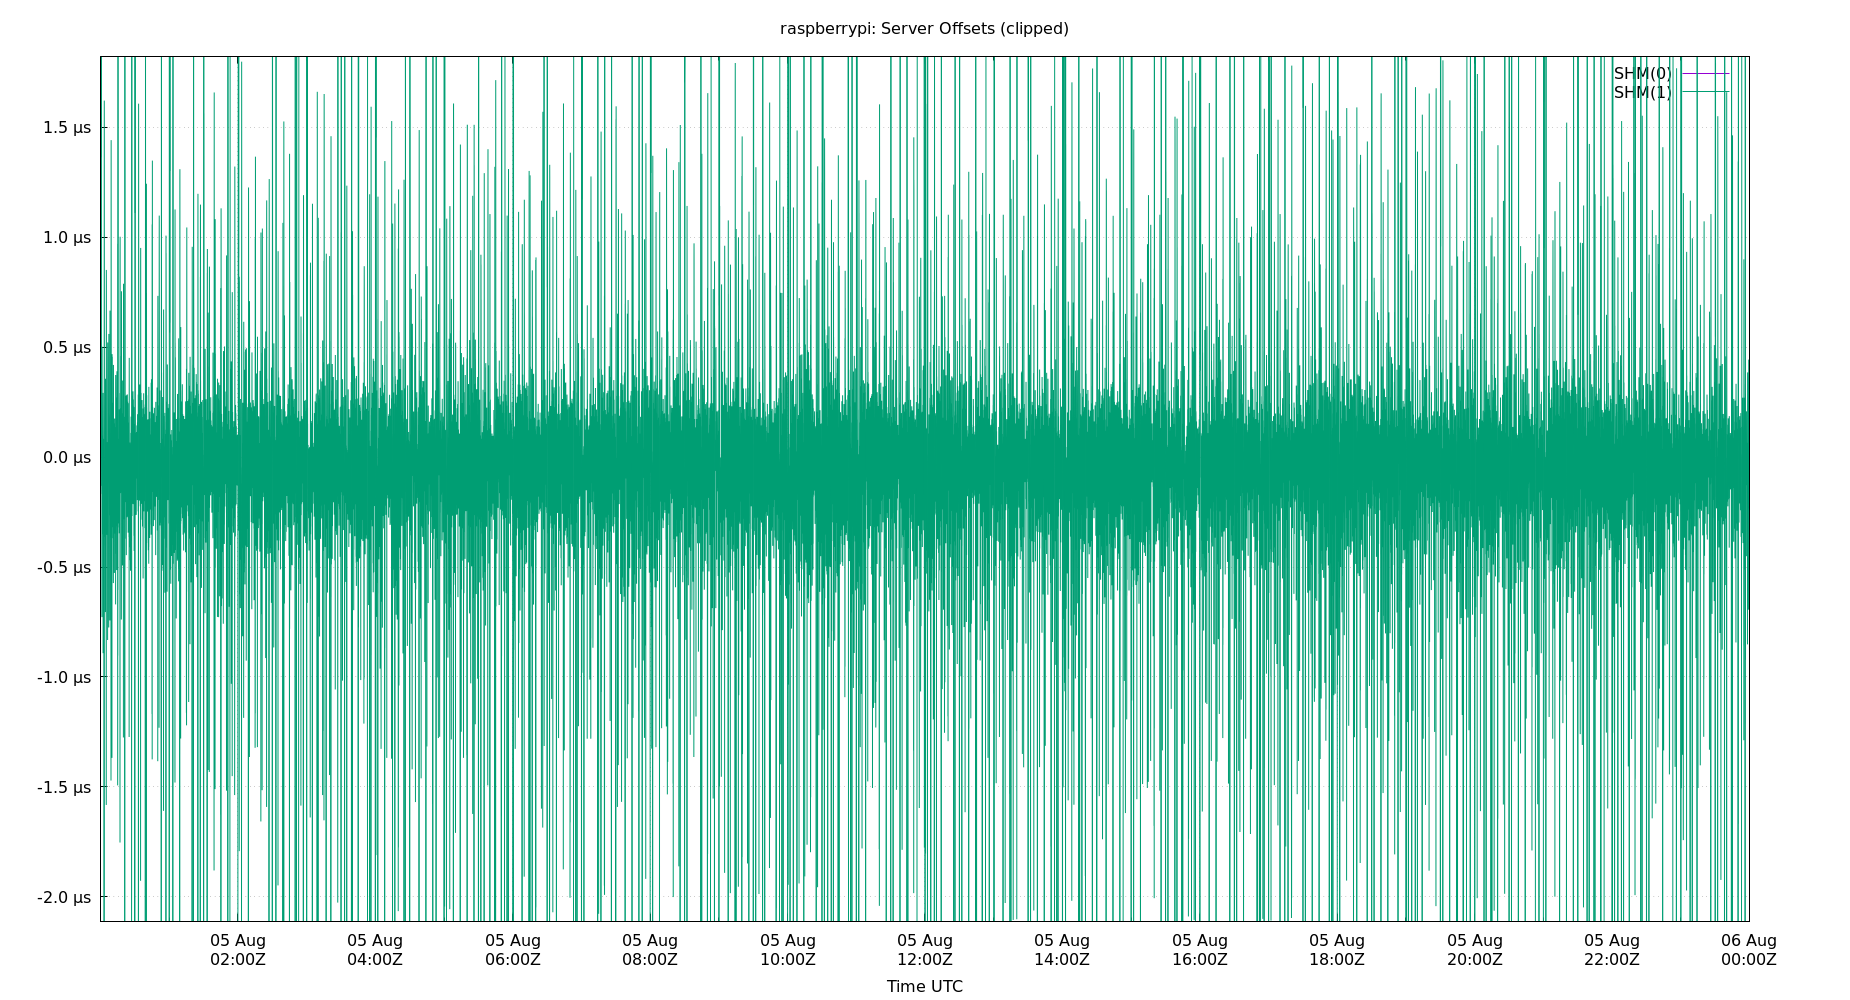 raspberrypi: Server Offsets (clipped)
SHM(0)
SHM(1)
1.5 µs
1.0 µs
0.5 µs
0.0 µs
-0.5 µs
-1.0 µs
-1.5 µs
-2.0 µs
05 Aug 05 Aug 05 Aug 05 Aug 05 Aug 05 Aug 05 Aug 05 Aug 05 Aug 05 Aug 05 Aug 06 Aug
02:00Z 04:00Z 06:00Z 08:00Z 10:00Z 12:00Z 14:00Z 16:00Z 18:00Z 20:00Z 22:00Z 00:00Z
Time UTC